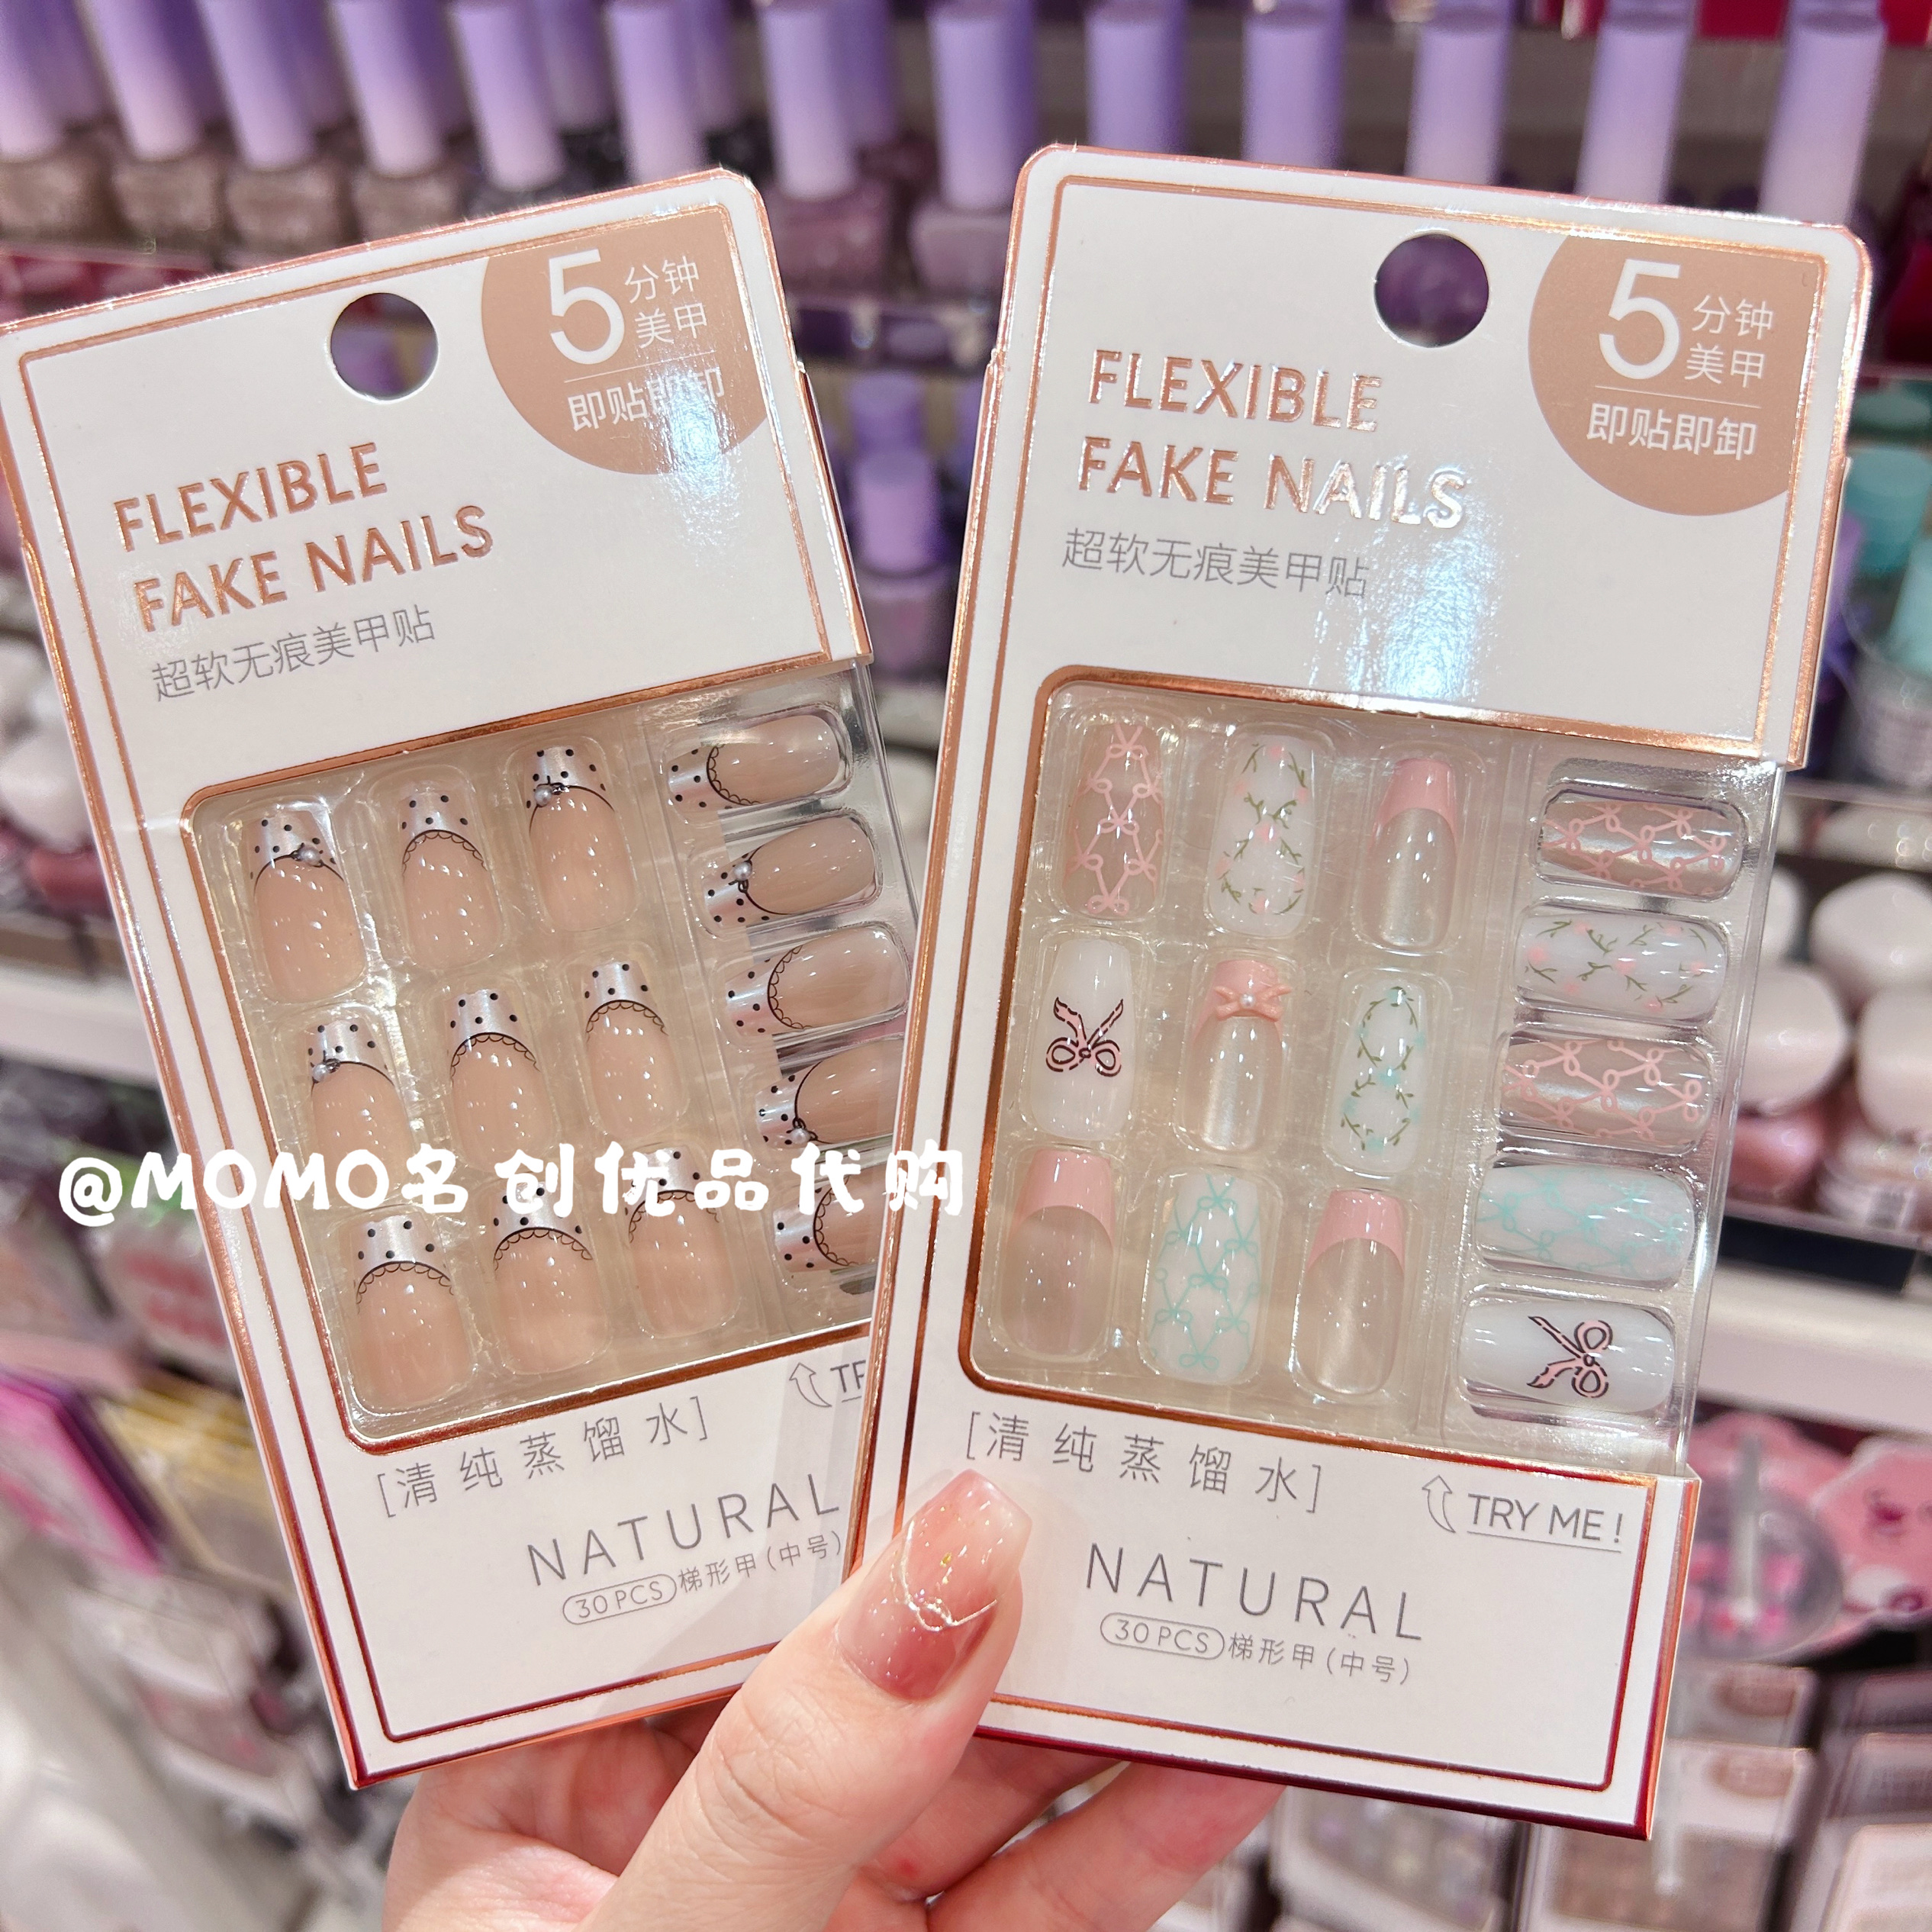 5 分钟
美甲
即贴即卸
FLEXIBLE
FAKE NAILS
超软无痕美甲贴
[清纯蒸馏水]
NATURAL
30 PCS 梯形甲(中号)
5 分钟
美甲
即贴即卸
FLEXIBLE
FAKE NAILS
超软无痕美甲贴
[清纯蒸馏水]
TRY ME!
NATURAL
30 PCS 梯形甲(中号)
@MOMO名创优品代购